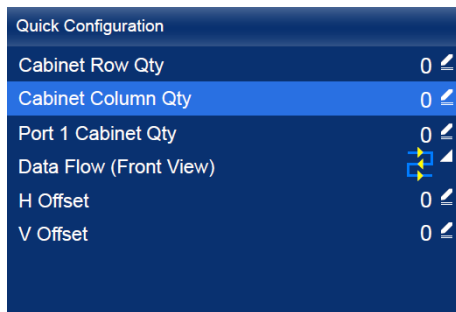 Quick Configuration
Cabinet Row Qty 0
Cabinet Column Qty 0
Port 1 Cabinet Qty 0
Data Flow (Front View)
H Offset 0
V Offset 0